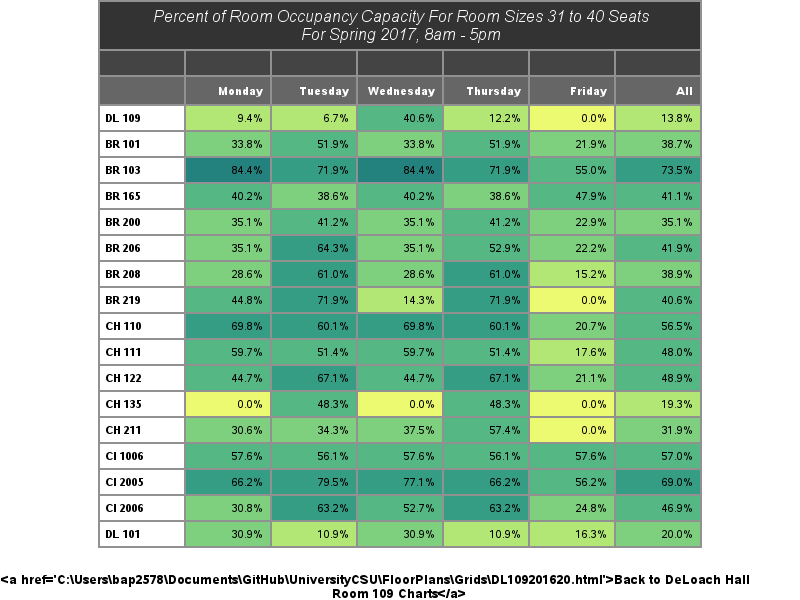 Percent of Room Occupancy Capacity For Room Sizes 31 to 40 Seats
For Spring 2017, 8am - 5pm
Monday Tuesday Wednesday Thursday Friday All
DL 109 9.4% 6.7% 40.6% 12.2% 0.0% 13.8%
BR 101 33.8% 51.9% 33.8% 51.9% 21.9% 38.7%
BR 103 84.4% 71.9% 84.4% 71.9% 55.0% 73.5%
BR 165 40.2% 38.6% 40.2% 38.6% 47.9% 41.1%
BR 200 35.1% 41.2% 35.1% 41.2% 22.9% 35.1%
BR 206 35.1% 64.3% 35.1% 52.9% 22.2% 41.9%
BR 208 28.6% 61.0% 28.6% 61.0% 15.2% 38.9%
BR 219 44.8% 71.9% 14.3% 71.9% 0.0% 40.6%
CH 110 69.8% 60.1% 69.8% 60.1% 20.7% 56.5%
CH 111 59.7% 51.4% 59.7% 51.4% 17.6% 48.0%
CH 122 44.7% 67.1% 44.7% 67.1% 21.1% 48.9%
CH 135 0.0% 48.3% 0.0% 48.3% 0.0% 19.3%
CH 211 30.6% 34.3% 37.5% 57.4% 0.0% 31.9%
CI 1006 57.6% 56.1% 57.6% 56.1% 57.6% 57.0%
CI 2005 66.2% 79.5% 77.1% 66.2% 56.2% 69.0%
CI 2006 30.8% 63.2% 52.7% 63.2% 24.8% 46.9%
DL 101 30.9% 10.9% 30.9% 10.9% 16.3% 20.0%
<a href='C:\Users\bap2578\Documents\GitHub\UniversityCSU\FloorPlans\Grids\DL109201620.html'>Back to DeLoach Hall
Room 109 Charts</a>